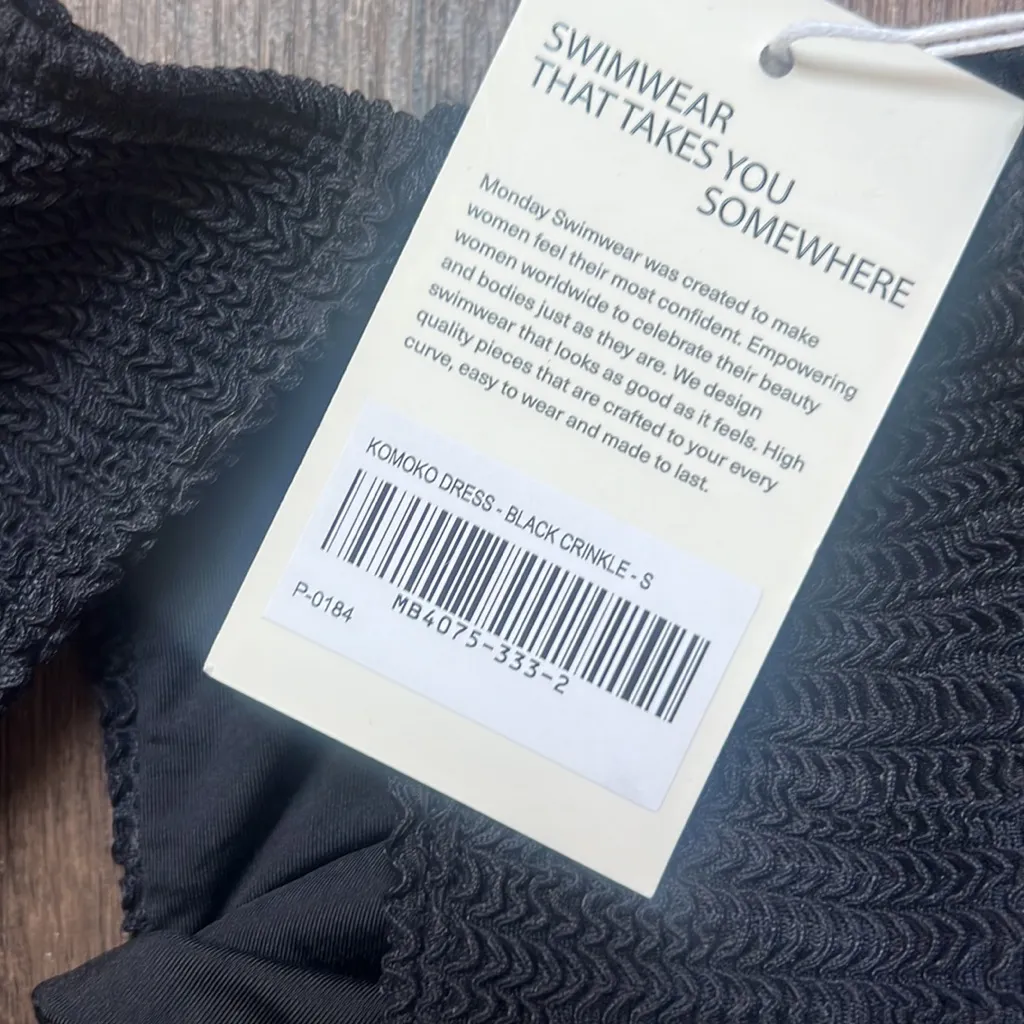 SWIMWEAR
THAT TAKES YOU
SOMEWHERE
Monday Swimwear was created to make
women feel their most confident. Empowering
women worldwide to celebrate their beauty
and bodies just as they are. We design
swimwear that looks as good as it feels. High
quality pieces that are crafted to your every
curve, easy to wear and made to last.
KOMOKO DRESS - BLACK CRINKLE - S
P-0184
MB4075-333-2